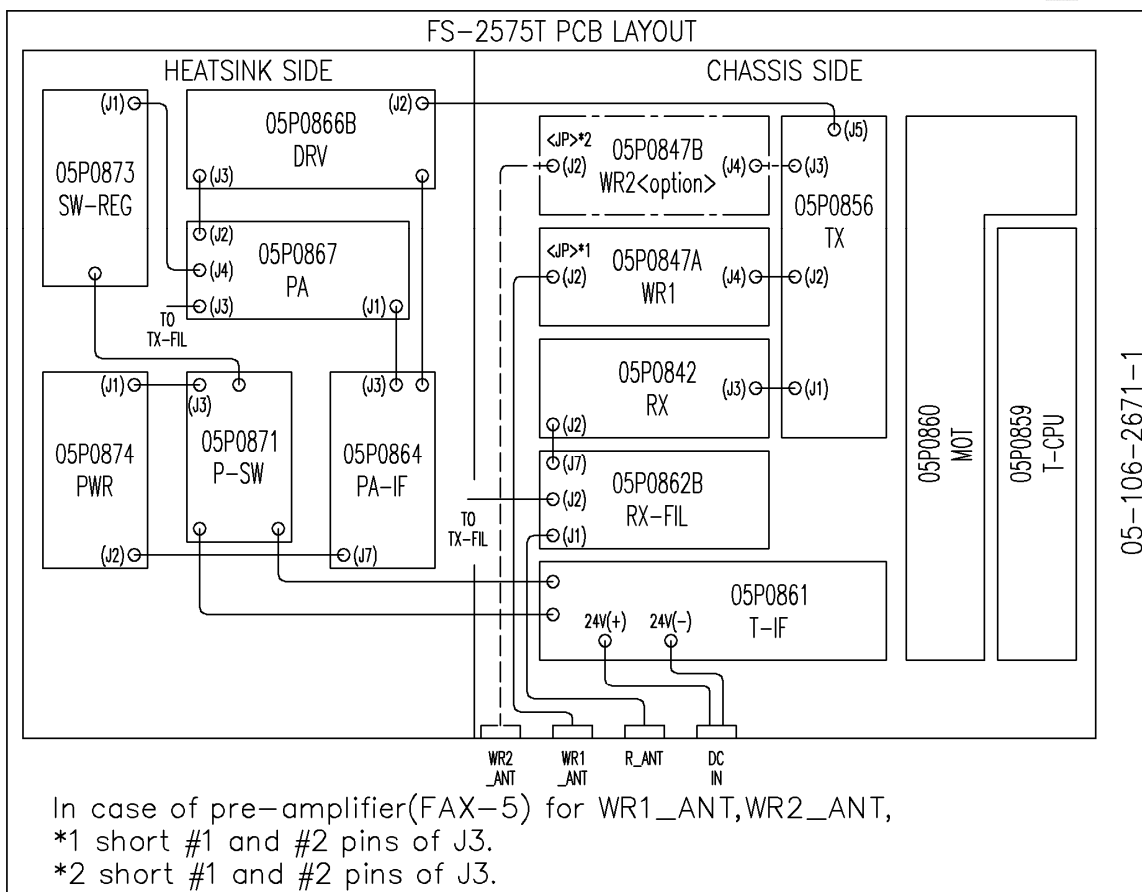 FS-2575T PCB LAYOUT
HEATSINK SIDE
CHASSIS SIDE
(J1)
05P0873
SW-REG
05P0866B
DRV
(J2)
(J3)
(J2)
(J4)
(J3)
05P0867
PA
(J1)
TO
TX-FIL
(J1)
05P0874
PWR
(J2)
(J3)
05P0871
P-SW
(J3)
05P0864
PA-IF
(J7)
<JP>*2
(J2)
05P0847B
WR2<option>
(J4)
<JP>*1
(J2)
05P0847A
WR1
(J4)
05P0842
RX
(J3)
(J2)
(J7)
(J2)
(J1)
05P0862B
RX-FIL
TO
TX-FIL
(J5)
(J3)
05P0856
TX
(J2)
(J1)
05P0861
T-IF
24V(+)
24V(-)
05P0860
MOT
05P0859
T-CPU
05-106-2671-1
WR2
_ANT
WR1
_ANT
R_ANT
DC
IN
In case of pre-amplifier(FAX-5) for WR1_ANT,WR2_ANT,
*1 short #1 and #2 pins of J3.
*2 short #1 and #2 pins of J3.